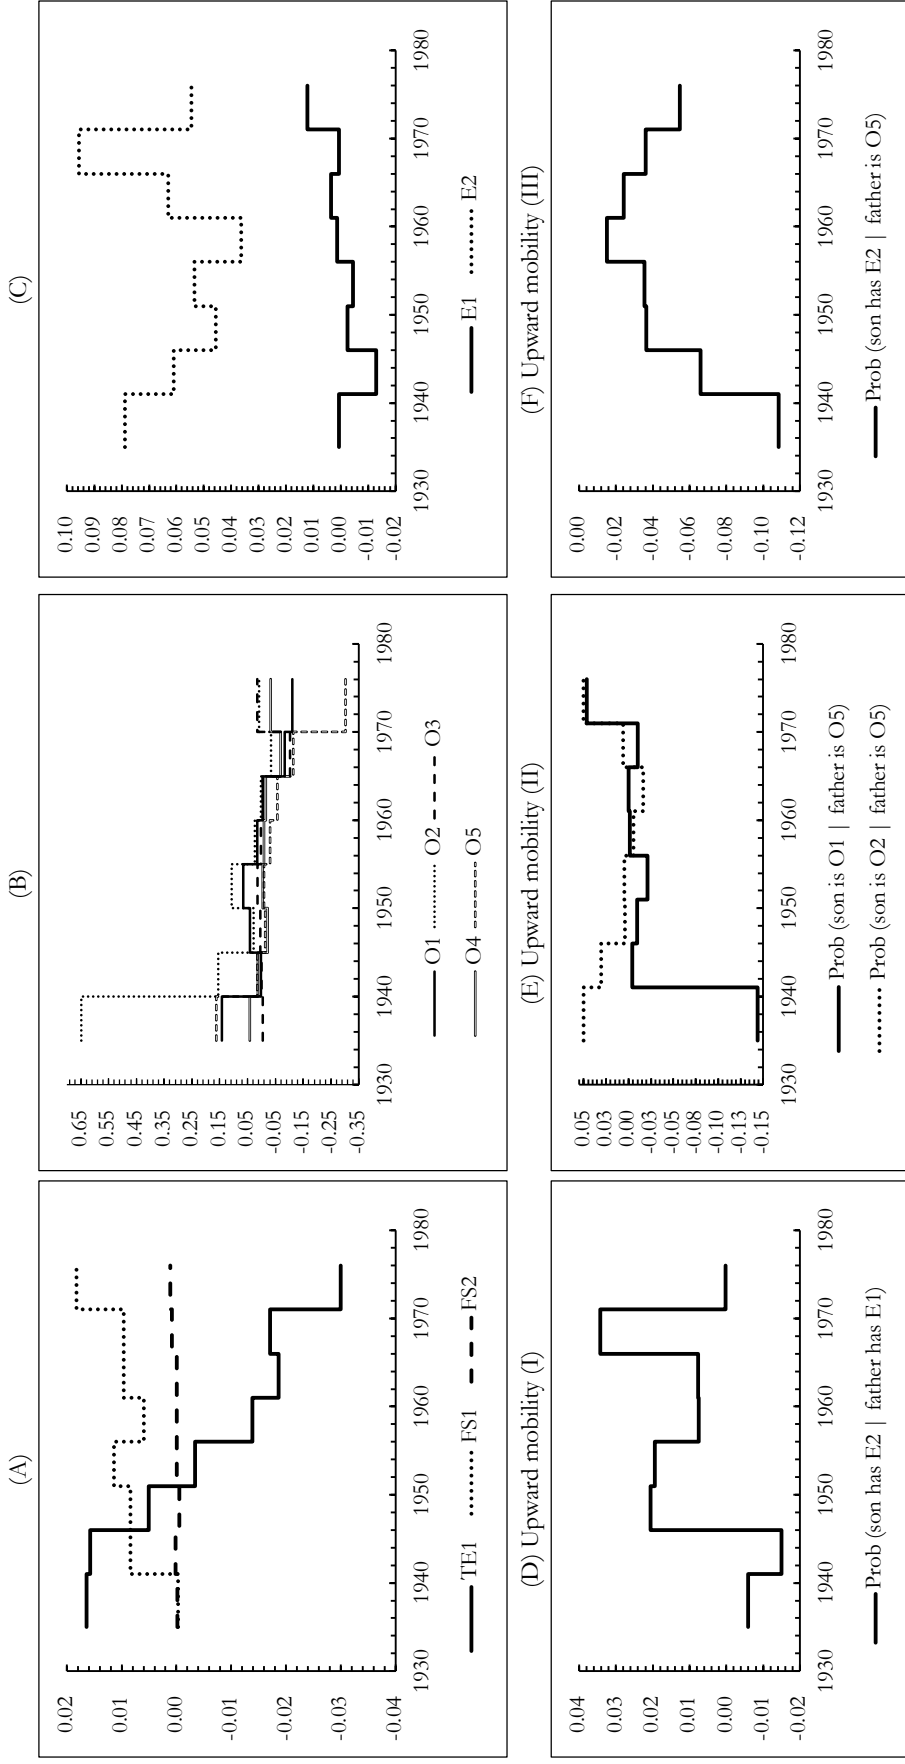 (A)
0.02
0.01
0.00
-0.01
-0.02
-0.03
-0.04
1930 1940 1950 1960 1970 1980
TE1 FS1 FS2
(B)
0.65
0.55
0.45
0.35
0.25
0.15
0.05
-0.05
-0.15
-0.25
-0.35
1930 1940 1950 1960 1970 1980
O1 O2 O3
O4 O5
(C)
0.10
0.09
0.08
0.07
0.06
0.05
0.04
0.03
0.02
0.01
0.00
-0.01
-0.02
1930 1940 1950 1960 1970 1980
E1 E2
(D) Upward mobility (I)
0.04
0.03
0.02
0.01
0.00
-0.01
-0.02
1930 1940 1950 1960 1970 1980
Prob (son has E2 | father has E1)
(E) Upward mobility (II)
0.05
0.03
0.00
-0.03
-0.05
-0.08
-0.10
-0.13
-0.15
1930 1940 1950 1960 1970 1980
Prob (son is O1 | father is O5)
Prob (son is O2 | father is O5)
(F) Upward mobility (III)
0.00
-0.02
-0.04
-0.06
-0.08
-0.10
-0.12
1930 1940 1950 1960 1970 1980
Prob (son has E2 | father is O5)